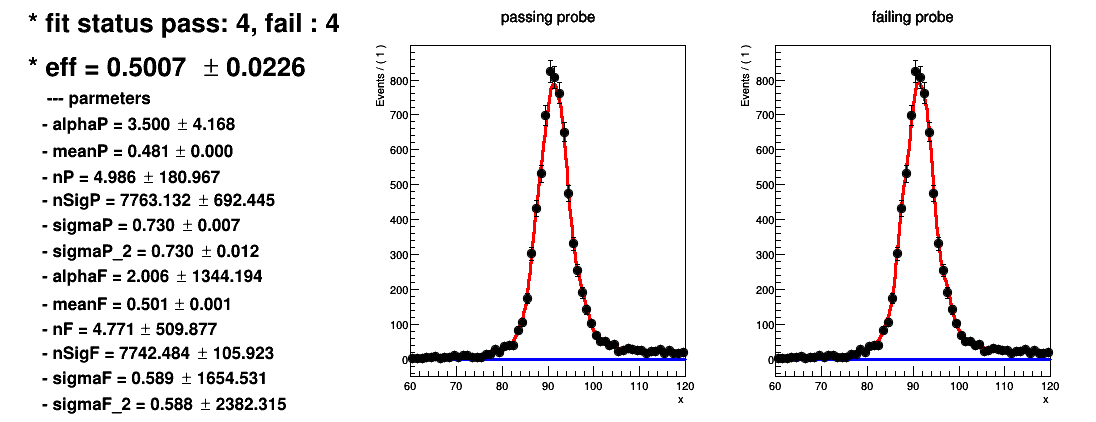 * fit status pass: 4, fail : 4
* eff = 0.5007 ± 0.0226
--- parmeters
- alphaP = 3.500 ± 4.168
- meanP = 0.481 ± 0.000
- nP = 4.986 ± 180.967
- nSigP = 7763.132 ± 692.445
- sigmaP = 0.730 ± 0.007
- sigmaP_2 = 0.730 ± 0.012
- alphaF = 2.006 ± 1344.194
- meanF = 0.501 ± 0.001
- nF = 4.771 ± 509.877
- nSigF = 7742.484 ± 105.923
- sigmaF = 0.589 ± 1654.531
- sigmaF_2 = 0.588 ± 2382.315
passing probe
Events / ( 1 )
800
700
600
500
400
300
200
100
0
60 70 80 90 100 110 120
x
failing probe
Events / ( 1 )
800
700
600
500
400
300
200
100
0
60 70 80 90 100 110 120
x